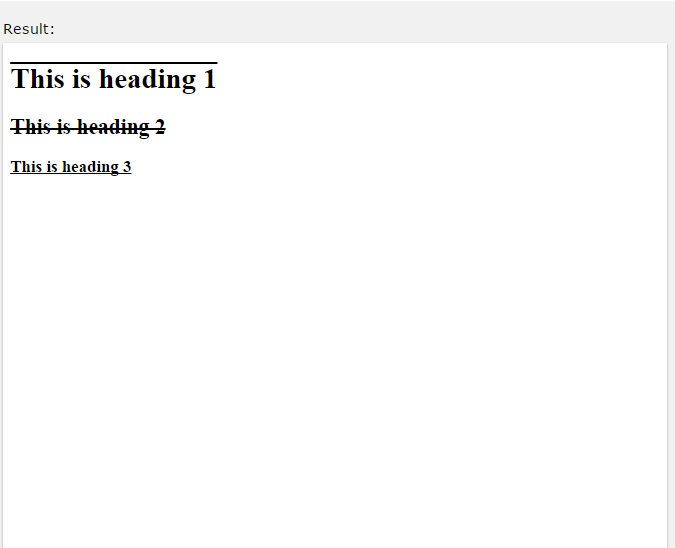 Result:
This is heading 1
This is heading 2
This is heading 3